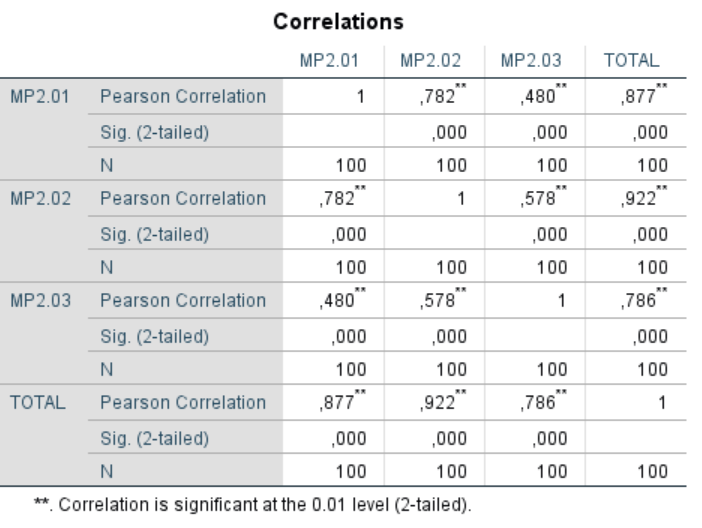 Correlations
MP2.01 MP2.02 MP2.03 TOTAL
MP2.01 Pearson Correlation 1 ,782** ,480** ,877**
Sig. (2-tailed) ,000 ,000 ,000
N 100 100 100 100
MP2.02 Pearson Correlation ,782** 1 ,578** ,922**
Sig. (2-tailed) ,000 ,000 ,000
N 100 100 100 100
MP2.03 Pearson Correlation ,480** ,578** 1 ,786**
Sig. (2-tailed) ,000 ,000 ,000
N 100 100 100 100
TOTAL Pearson Correlation ,877** ,922** ,786** 1
Sig. (2-tailed) ,000 ,000 ,000
N 100 100 100 100
**. Correlation is significant at the 0.01 level (2-tailed).